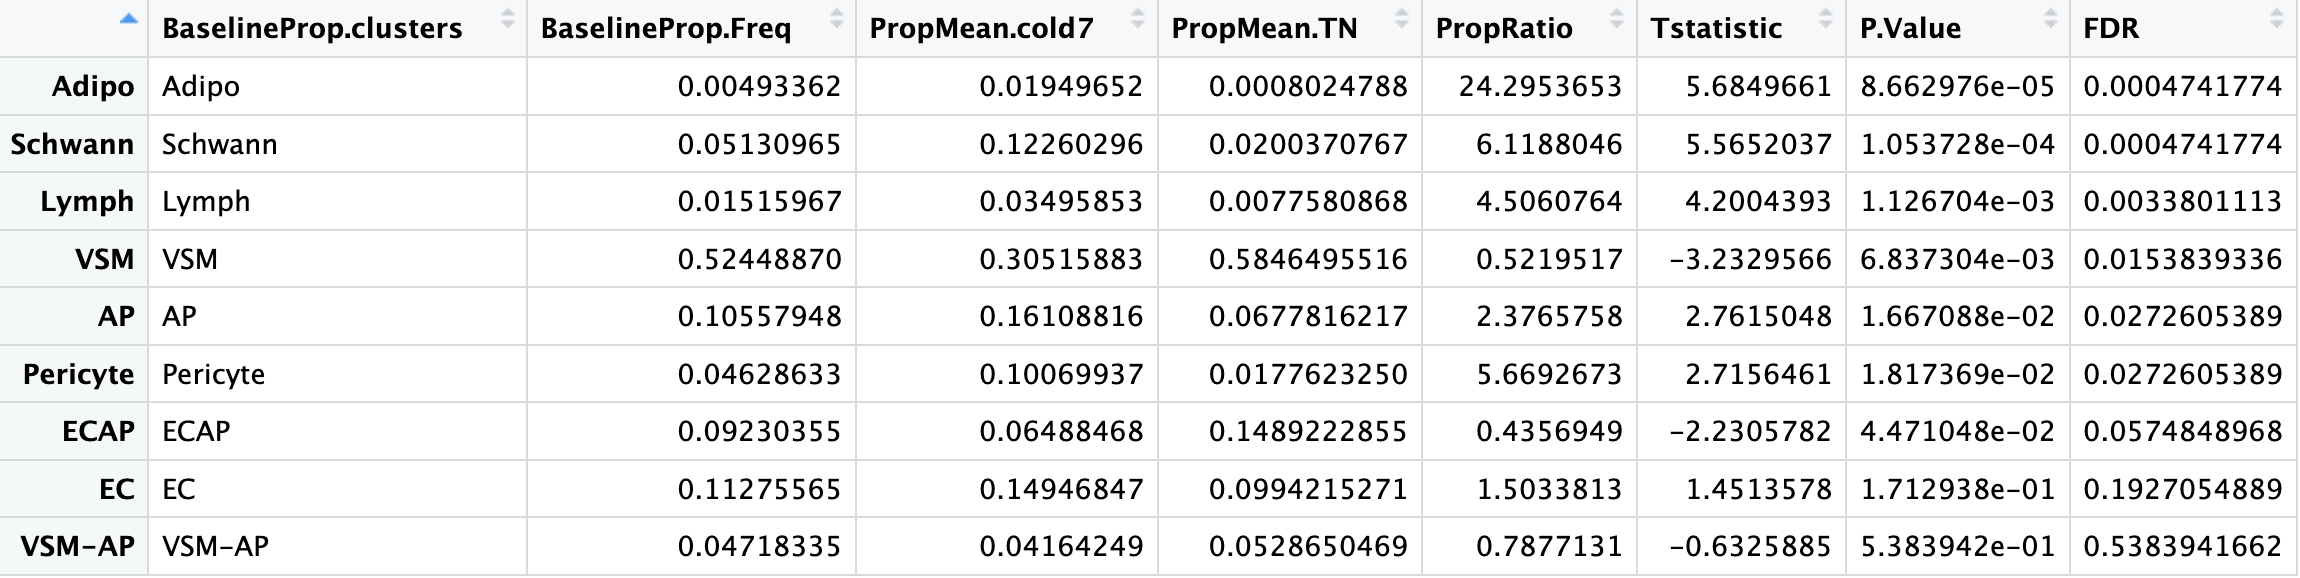 BaselineProp.clusters BaselineProp.Freq PropMean.cold7 PropMean.TN PropRatio Tstatistic P.Value FDR
Adipo Adipo 0.00493362 0.01949652 0.0008024788 24.2953653 5.6849661 8.662976e-05 0.0004741774
Schwann Schwann 0.05130965 0.12260296 0.0200370767 6.1188046 5.5652037 1.053728e-04 0.0004741774
Lymph Lymph 0.01515967 0.03495853 0.0077580868 4.5060764 4.2004393 1.126704e-03 0.0033801113
VSM VSM 0.52448870 0.30515883 0.5846495516 0.5219517 -3.2329566 6.837304e-03 0.0153839336
AP AP 0.10557948 0.16108816 0.0677816217 2.3765758 2.7615048 1.667088e-02 0.0272605389
Pericyte Pericyte 0.04628633 0.10069937 0.0177623250 5.6692673 2.7156461 1.817369e-02 0.0272605389
ECAP ECAP 0.09230355 0.06488468 0.1489222855 0.4356949 -2.2305782 4.471048e-02 0.0574848968
EC EC 0.11275565 0.14946847 0.0994215271 1.5033813 1.4513578 1.712938e-01 0.1927054889
VSM-AP VSM-AP 0.04718335 0.04164249 0.0528650469 0.7877131 -0.6325885 5.383942e-01 0.5383941662